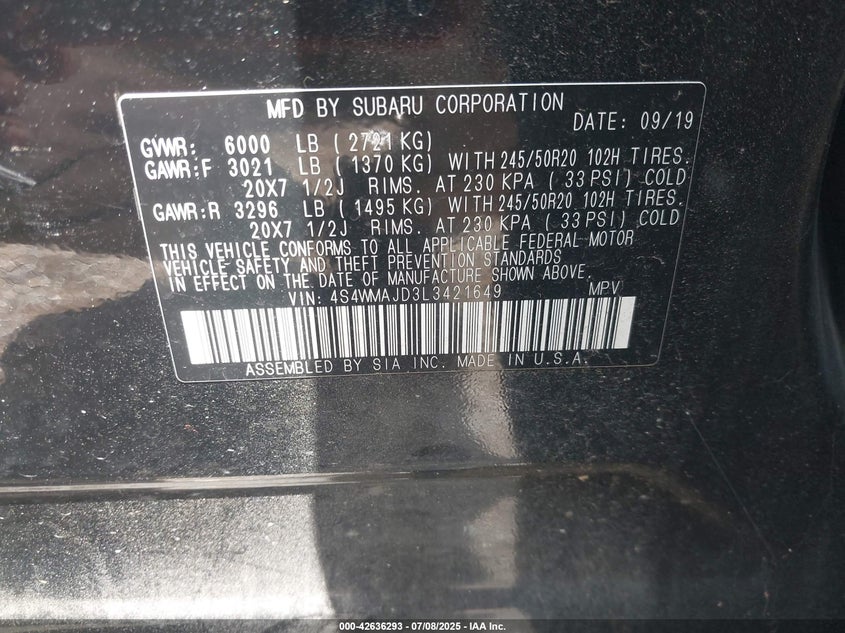 MFD BY SUBARU CORPORATION
DATE: 09/19
GVWR: 6000 LB ( 2721 KG)
GAWR:F 3021 LB ( 1370 KG) WITH 245/50R20 102H TIRES.
20X7 1/2J RIMS. AT 230 KPA ( 33 PSI) COLD
GAWR:R 3296 LB ( 1495 KG) WITH 245/50R20 102H TIRES.
20X7 1/2J RIMS. AT 230 KPA ( 33 PSI) COLD
THIS VEHICLE CONFORMS TO ALL APPLICABLE FEDERAL MOTOR
VEHICLE SAFETY AND THEFT PREVENTION STANDARDS
IN EFFECT ON THE DATE OF MANUFACTURE SHOWN ABOVE.
VIN: 4S4WMAJD3L3421649 MPV
ASSEMBLED BY SIA INC. MADE IN U.S.A.
000-42636293 - 07/08/2025 - IAA Inc.